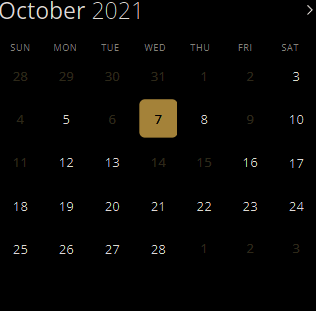 October 2021
SUN MON TUE WED THU FRI SAT
28 29 30 31 1 2 3
4 5 6 7 8 9 10
11 12 13 14 15 16 17
18 19 20 21 22 23 24
25 26 27 28 1 2 3